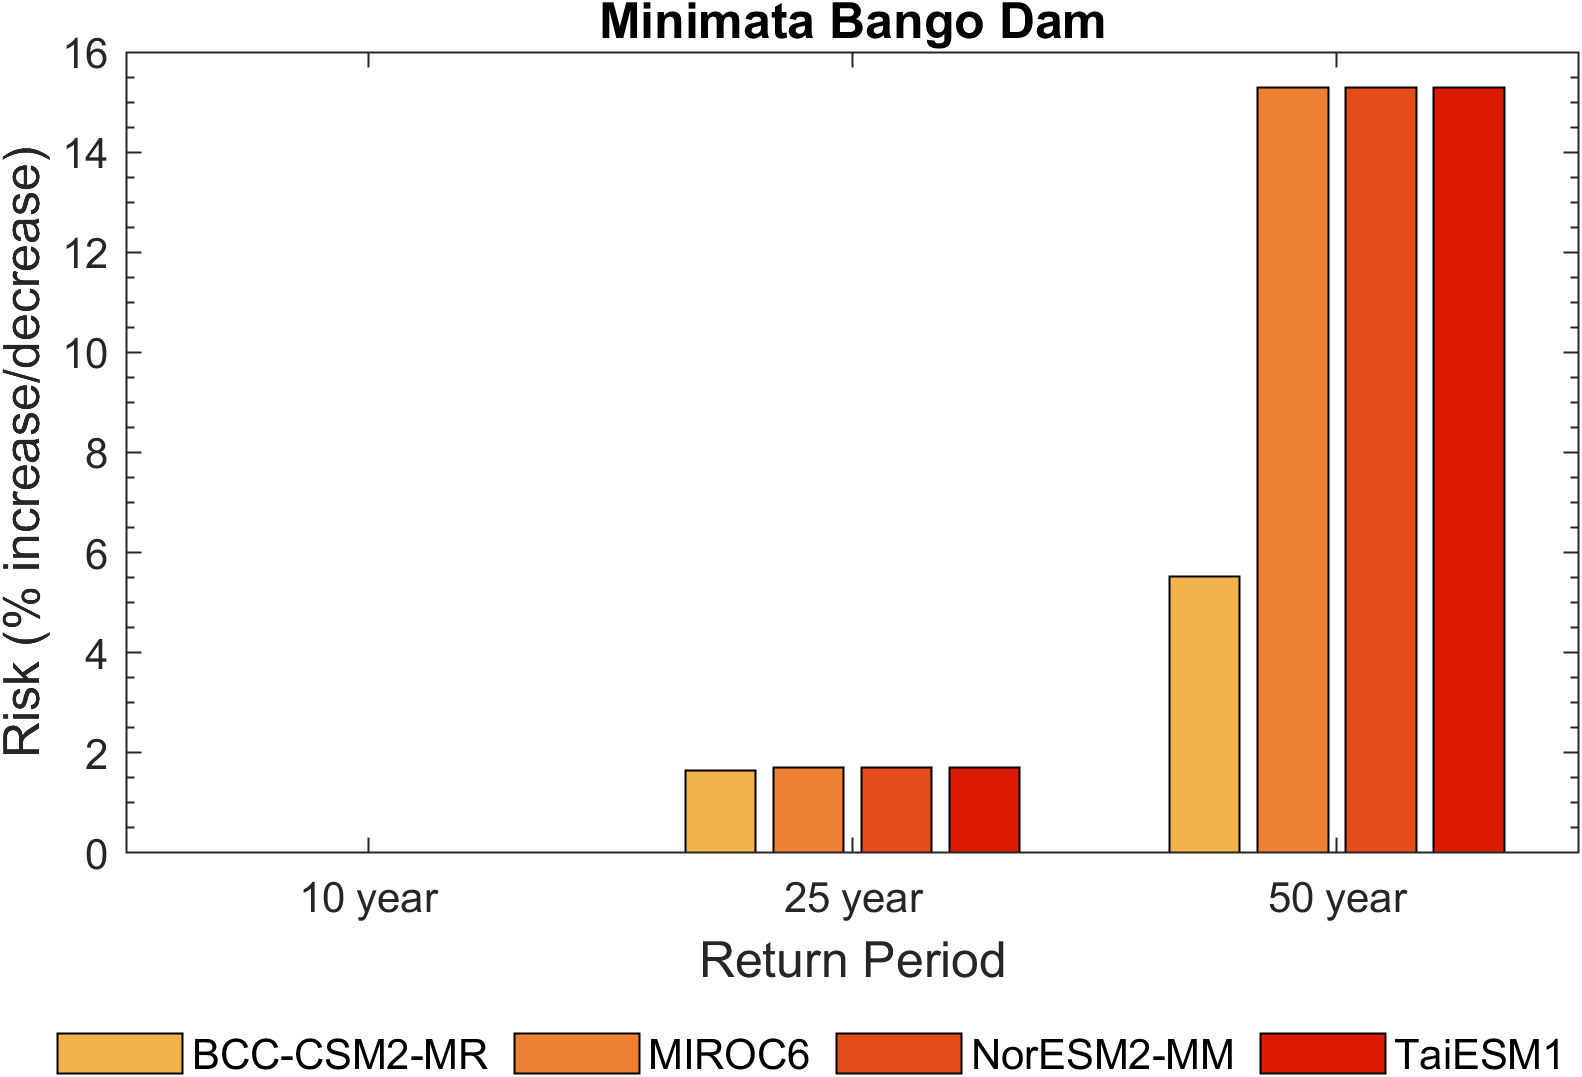 Minimata Bango Dam
Risk (% increase/decrease)
16
14
12
10
8
6
4
2
0
10 year
25 year
50 year
Return Period
BCC-CSM2-MR
MIROC6
NorESM2-MM
TaiESM1